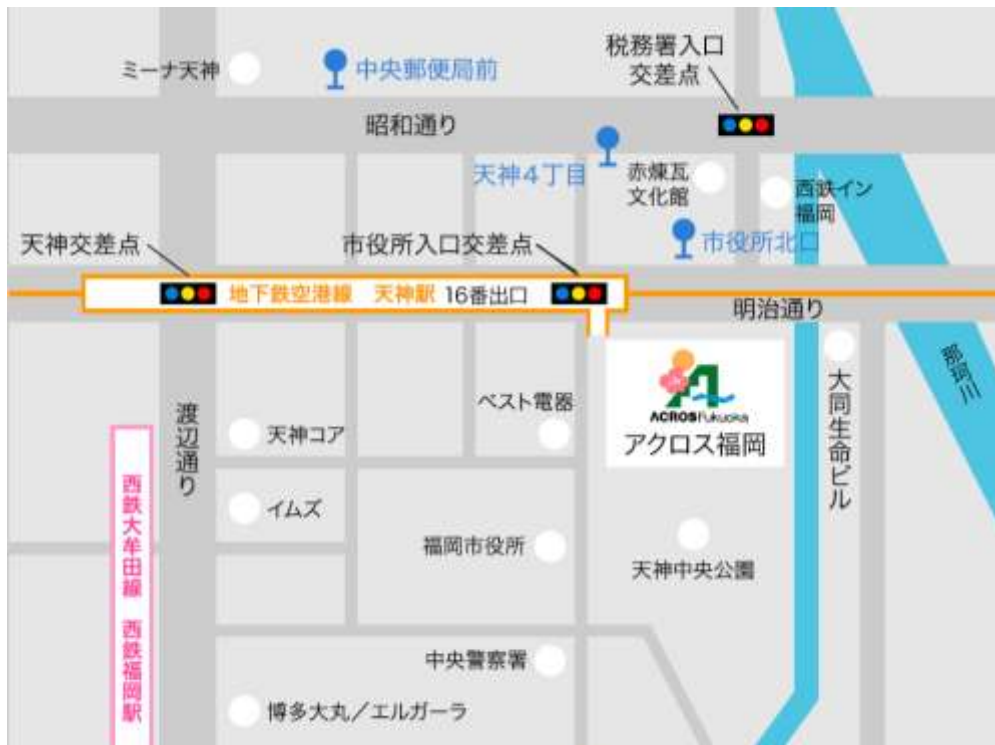 税務署入口
交差点
ミーナ天神
中央郵便局前
昭和通り
天神4丁目
赤煉瓦
文化館
西鉄イン
福岡
市役所北口
天神交差点
市役所入口交差点
地下鉄空港線 天神駅 16番出口
明治通り
那珂川
ACROS Fukuoka
アクロス福岡
大同生命ビル
ベスト電器
渡辺通り
天神コア
イムズ
西鉄大牟田線 西鉄福岡駅
福岡市役所
天神中央公園
中央警察署
博多大丸／エルガーラ